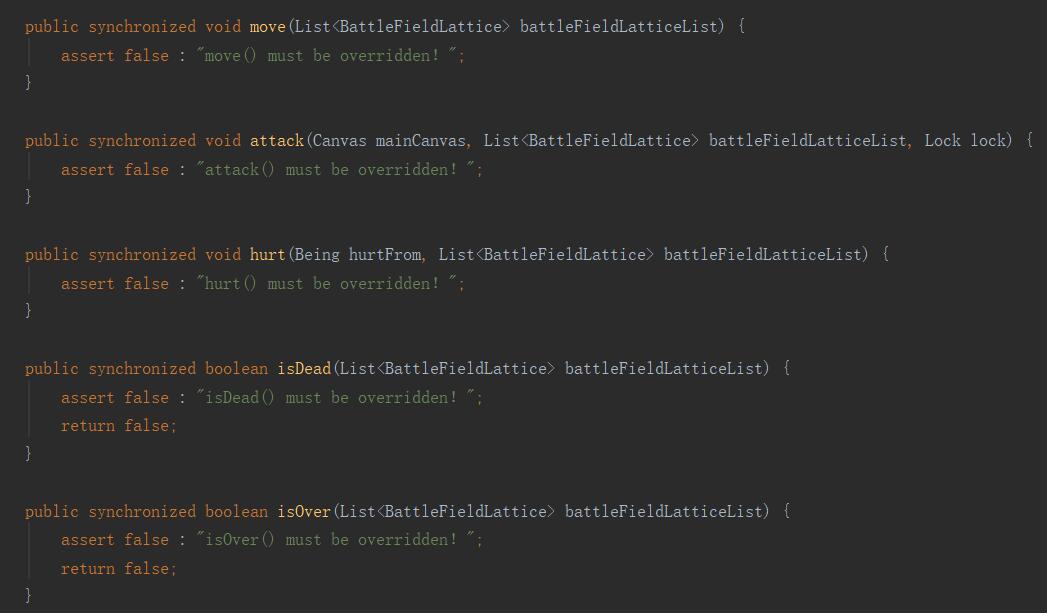 public synchronized void move(List<BattleFieldLattice> battleFieldLatticeList) {
    assert false : "move() must be overridden！";
}
public synchronized void attack(Canvas mainCanvas, List<BattleFieldLattice> battleFieldLatticeList, Lock lock) {
    assert false : "attack() must be overridden！";
}
public synchronized void hurt(Being hurtFrom, List<BattleFieldLattice> battleFieldLatticeList) {
    assert false : "hurt() must be overridden！";
}
public synchronized boolean isDead(List<BattleFieldLattice> battleFieldLatticeList) {
    assert false : "isDead() must be overridden！";
    return false;
}
public synchronized boolean isOver(List<BattleFieldLattice> battleFieldLatticeList) {
    assert false : "isOver() must be overridden！";
    return false;
}